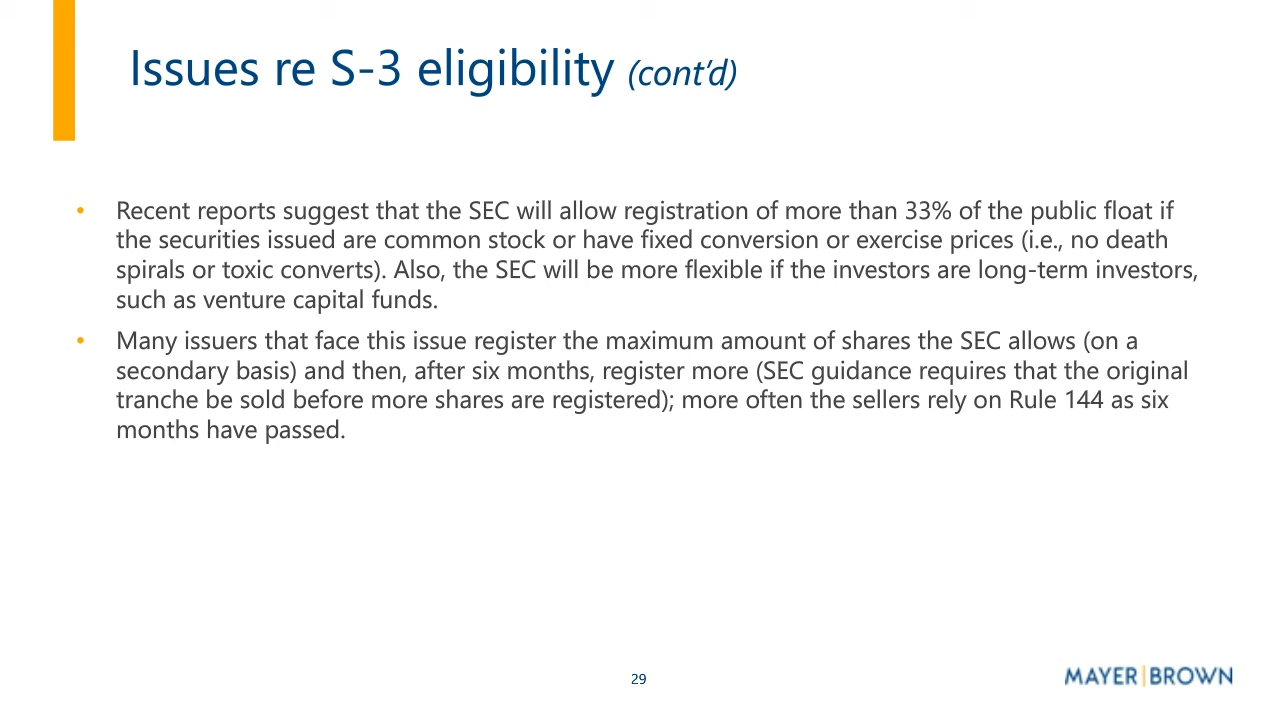 Issues re S-3 eligibility (cont’d)
• Recent reports suggest that the SEC will allow registration of more than 33% of the public float if
the securities issued are common stock or have fixed conversion or exercise prices (i.e., no death
spirals or toxic converts). Also, the SEC will be more flexible if the investors are long-term investors,
such as venture capital funds.
• Many issuers that face this issue register the maximum amount of shares the SEC allows (on a
secondary basis) and then, after six months, register more (SEC guidance requires that the original
tranche be sold before more shares are registered); more often the sellers rely on Rule 144 as six
months have passed.
29
MAYER|BROWN